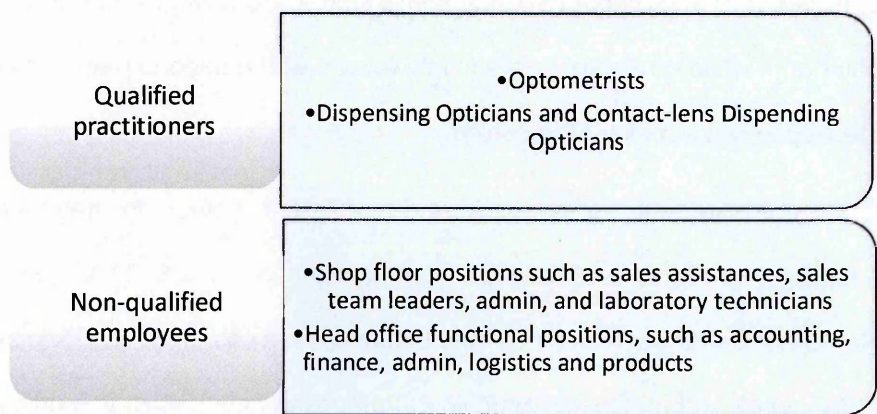 Qualified
practitioners
•Optometrists
•Dispensing Opticians and Contact-lens Dispending
Opticians
Non-qualified
employees
•Shop floor positions such as sales assistances, sales
team leaders, admin, and laboratory technicians
•Head office functional positions, such as accounting,
finance, admin, logistics and products